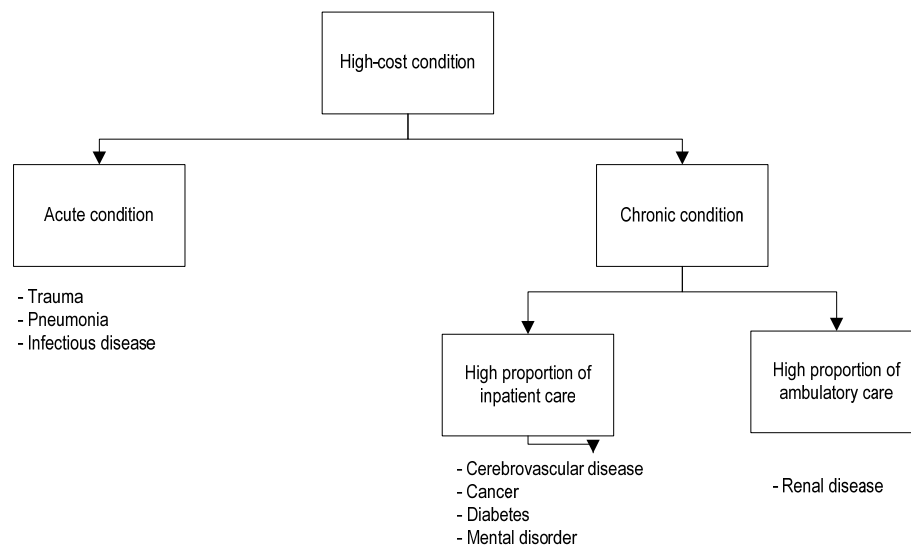 High-cost condition
Acute condition
Chronic condition
- Trauma
- Pneumonia
- Infectious disease
High proportion of
inpatient care
High proportion of
ambulatory care
- Cerebrovascular disease
- Cancer
- Diabetes
- Mental disorder
- Renal disease